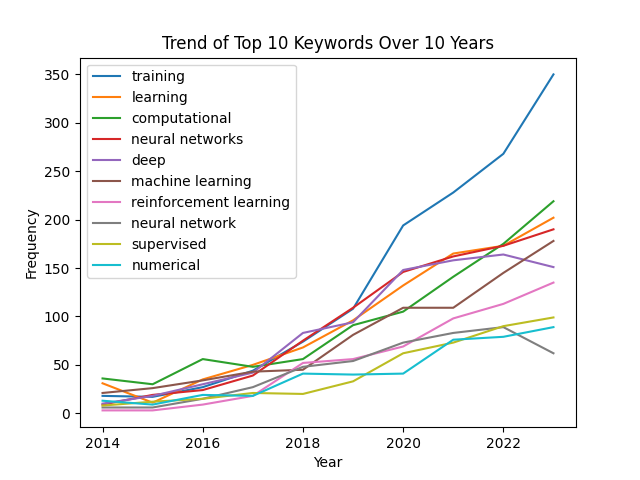 Trend of Top 10 Keywords Over 10 Years
350
300
250
200
150
100
50
0
Frequency
training
learning
computational
neural networks
deep
machine learning
reinforcement learning
neural network
supervised
numerical
2014
2016
2018
2020
2022
Year